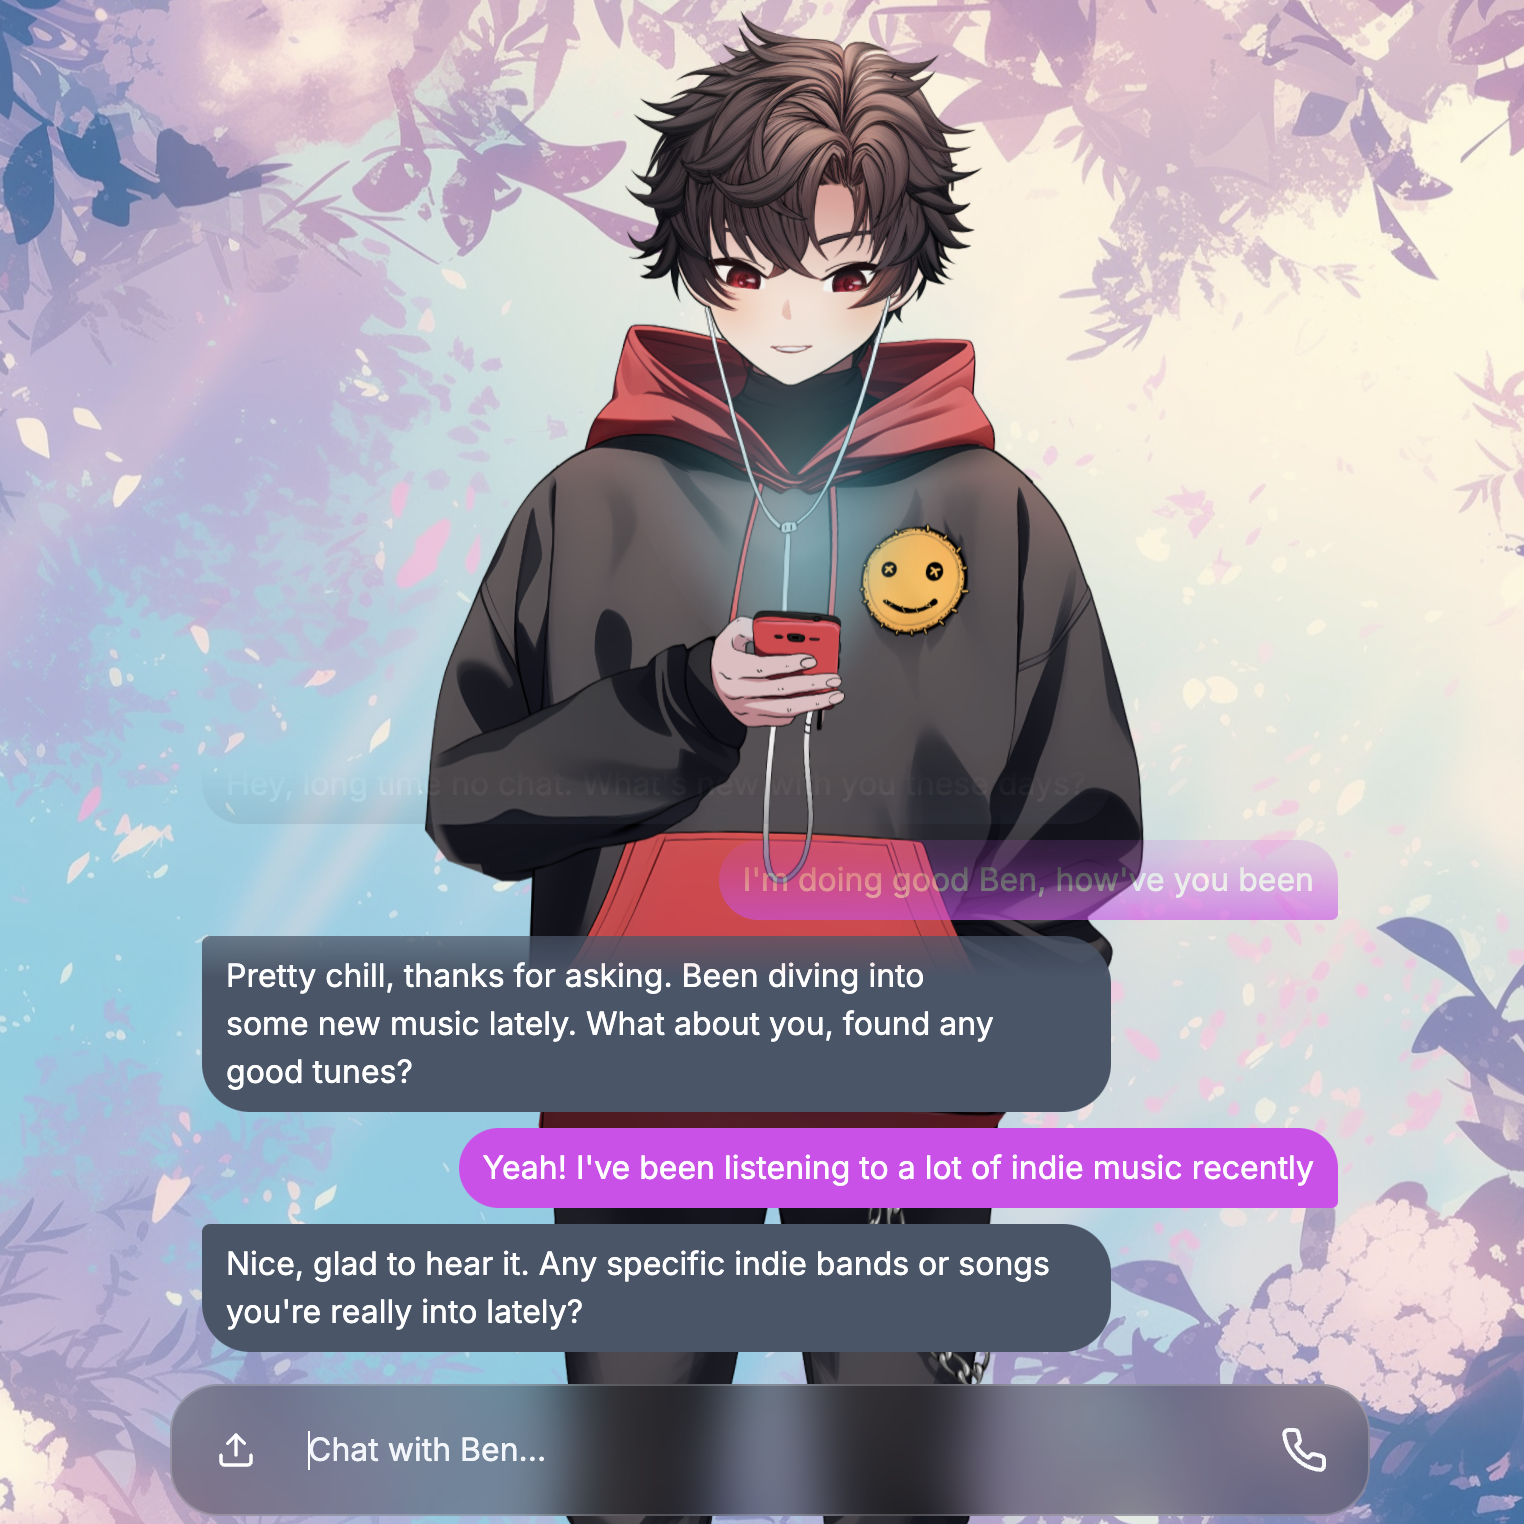 Hey, long time no chat. What's new with you these days?
I'm doing good Ben, how've you been
Pretty chill, thanks for asking. Been diving into
some new music lately. What about you, found any
good tunes?
Yeah! I've been listening to a lot of indie music recently
Nice, glad to hear it. Any specific indie bands or songs
you're really into lately?
Chat with Ben...